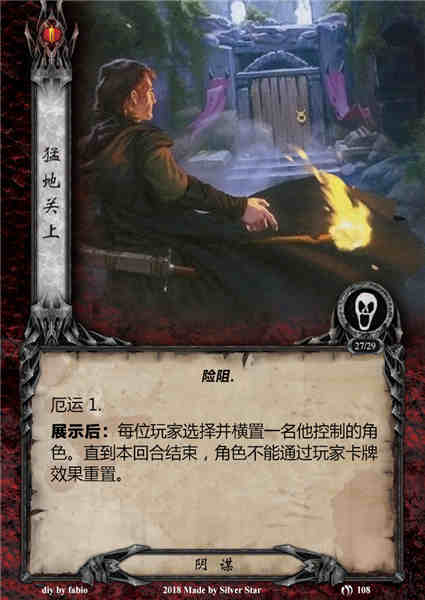 猛地关上
27/29
险阻.
厄运 1.
展示后：每位玩家选择并横置一名他控制的角
色。直到本回合结束，角色不能通过玩家卡牌
效果重置。
阴谋
diy by fabio
2018 Made by Silver Star
108